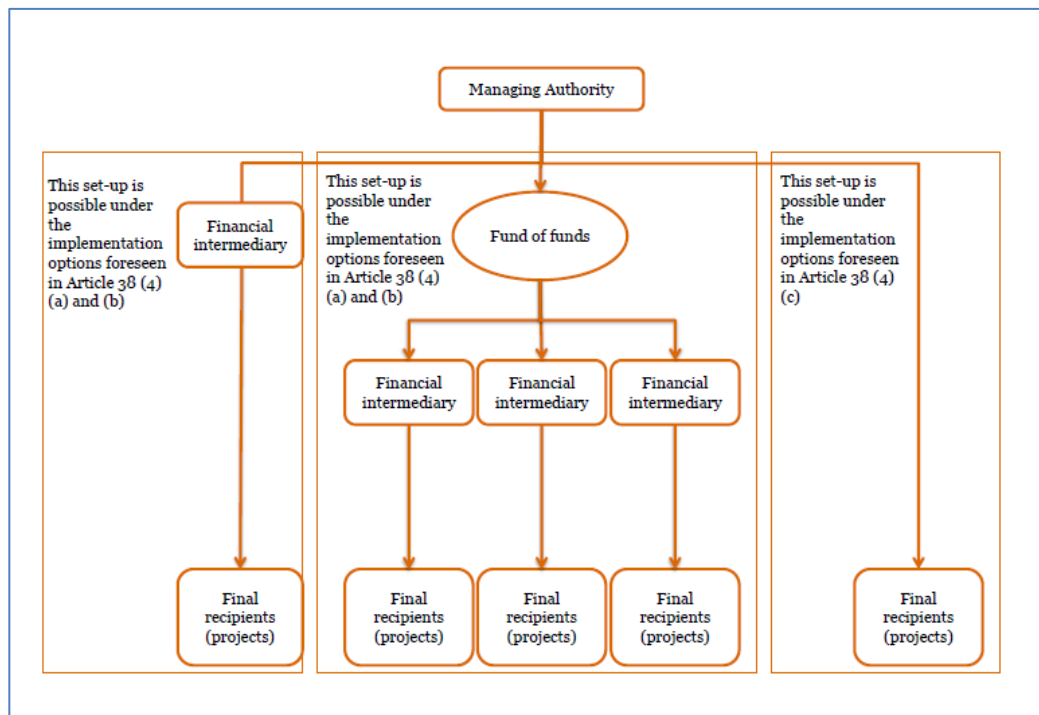 Managing Authority
This set-up is
possible under
the
implementation
options foreseen
in Article 38 (4)
(a) and (b)
Financial
intermediary
Final
recipients
(projects)
This set-up is
possible under
the
implementation
options foreseen
in Article 38 (4)
(a) and (b)
Fund of funds
Financial
intermediary
Financial
intermediary
Financial
intermediary
Final
recipients
(projects)
Final
recipients
(projects)
Final
recipients
(projects)
This set-up is
possible under
the
implementation
options foreseen
in Article 38 (4)
(c)
Final
recipients
(projects)